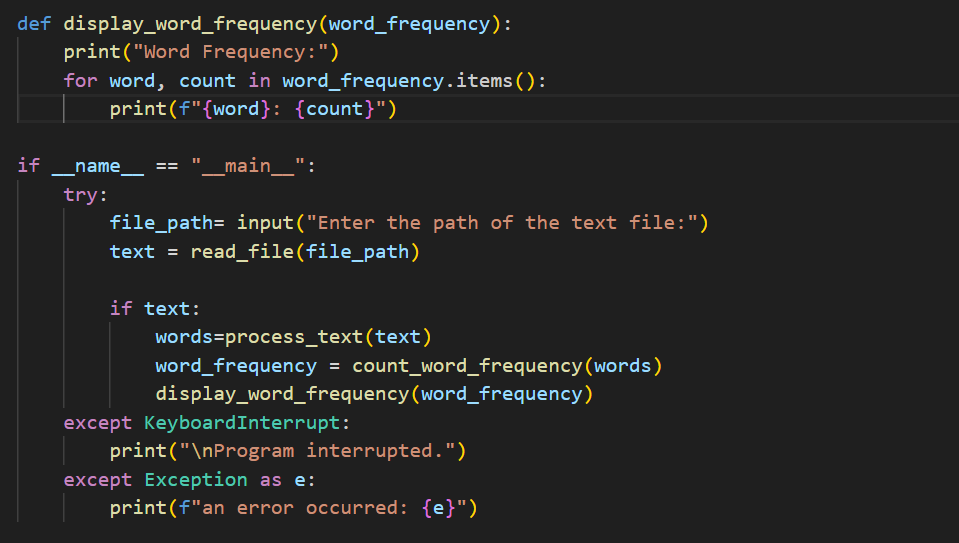 def display_word_frequency(word_frequency):
    print("Word Frequency:")
    for word, count in word_frequency.items():
        print(f"{word}: {count}")

if __name__ == "__main__":
    try:
        file_path= input("Enter the path of the text file:")
        text = read_file(file_path)

        if text:
            words=process_text(text)
            word_frequency = count_word_frequency(words)
            display_word_frequency(word_frequency)
    except KeyboardInterrupt:
        print("\nProgram interrupted.")
    except Exception as e:
        print(f"an error occurred: {e}")